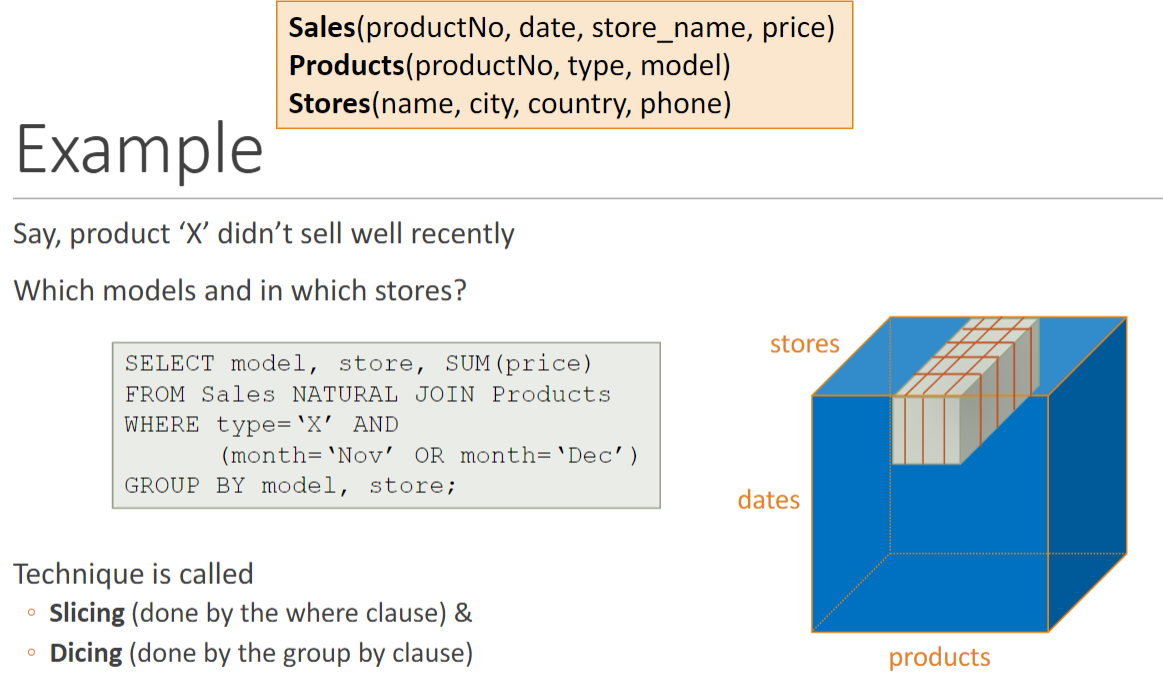 Sales(productNo, date, store_name, price)
Products(productNo, type, model)
Stores(name, city, country, phone)
Example
Say, product ‘X’ didn’t sell well recently
Which models and in which stores?
SELECT model, store, SUM(price)
FROM Sales NATURAL JOIN Products
WHERE type=‘X’ AND
(month=‘Nov’ OR month=‘Dec’)
GROUP BY model, store;
stores
dates
products
Technique is called
◦ Slicing (done by the where clause) &
◦ Dicing (done by the group by clause)